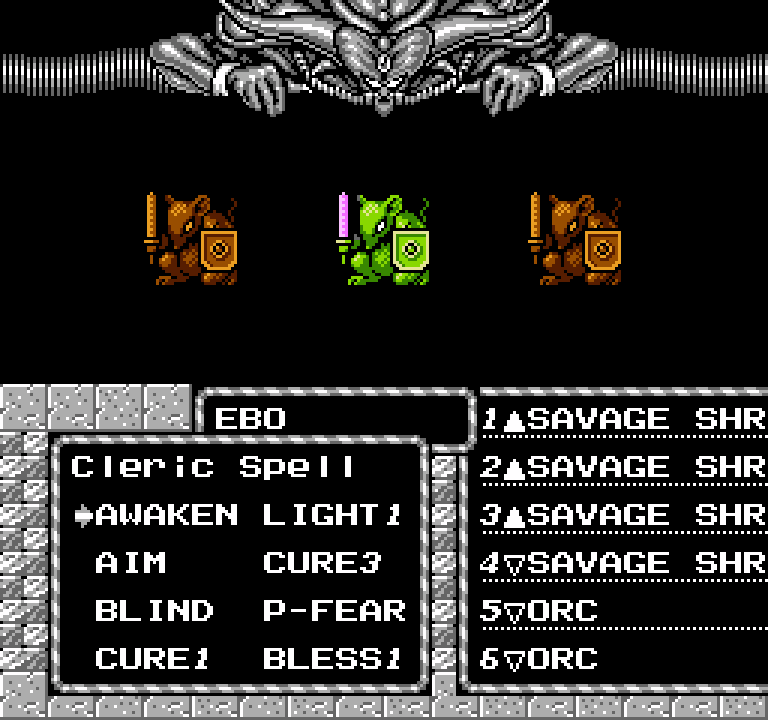 EBO
Cleric Spell
AWAKEN LIGHT1
AIM CURE3
BLIND P-FEAR
CURE1 BLESS1
1▲SAVAGE SHR
2▲SAVAGE SHR
3▲SAVAGE SHR
4▽SAVAGE SHR
5▽ORC
6▽ORC